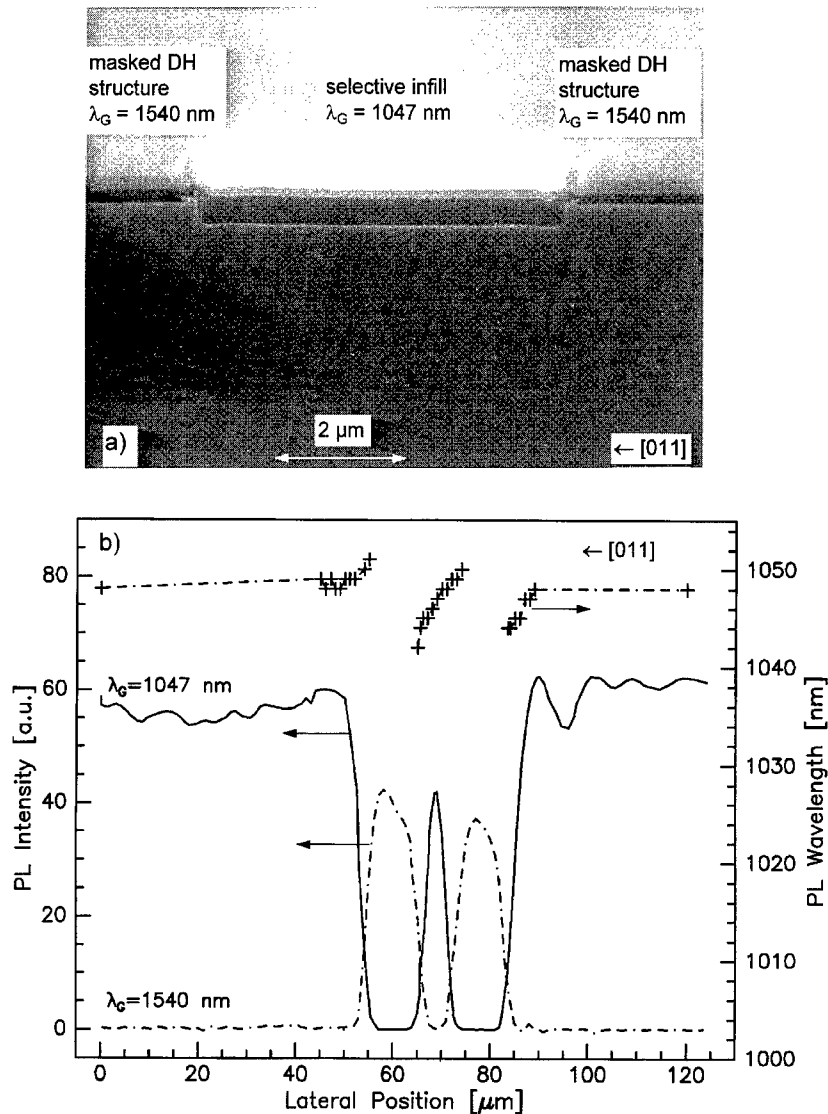 masked DH
structure
λG = 1540 nm
selective infill
λG = 1047 nm
masked DH
structure
λG = 1540 nm
2 µm
a)
← [011]
b)
← [011]
80
60
40
20
0
PL Intensity [a.u.]
λG=1047 nm
λG=1540 nm
1050
1040
1030
1020
1010
1000
PL Wavelength [nm]
0 20 40 60 80 100 120
Lateral Position [µm]